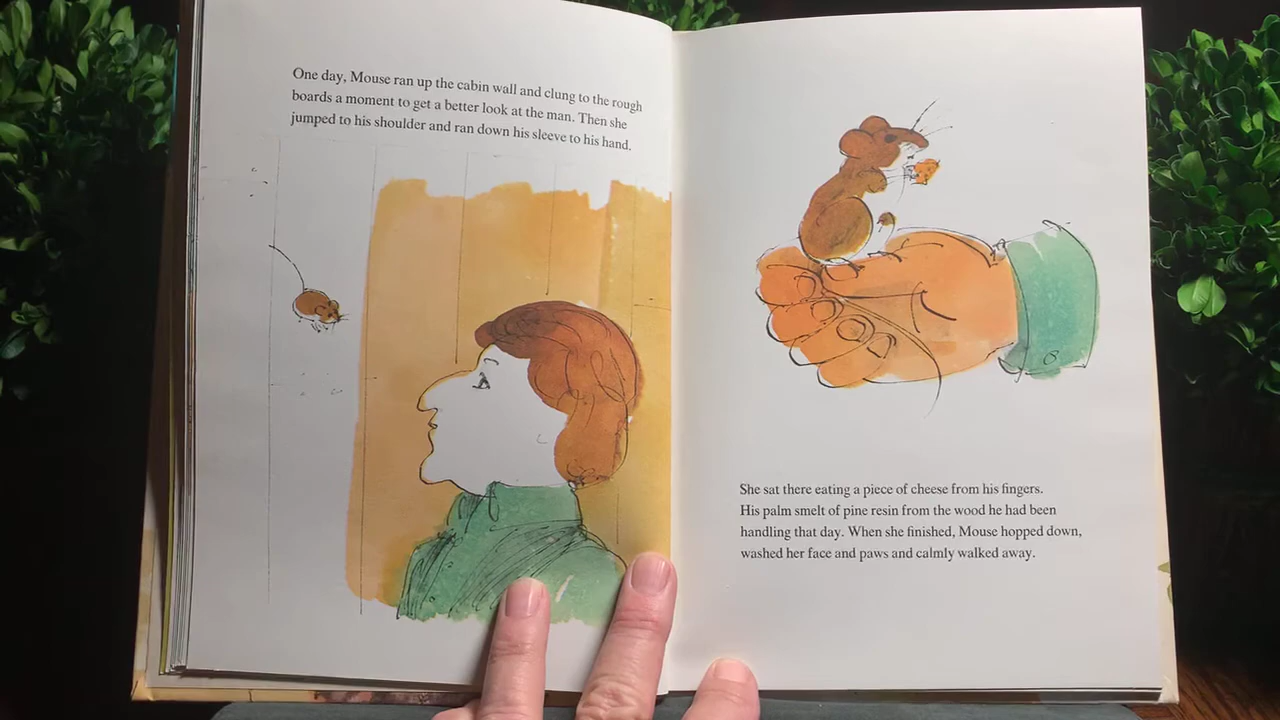 One day, Mouse ran up the cabin wall and clung to the rough
boards a moment to get a better look at the man. Then she
jumped to his shoulder and ran down his sleeve to his hand.
She sat there eating a piece of cheese from his fingers.
His palm smelt of pine resin from the wood he had been
handling that day. When she finished, Mouse hopped down,
washed her face and paws and calmly walked away.